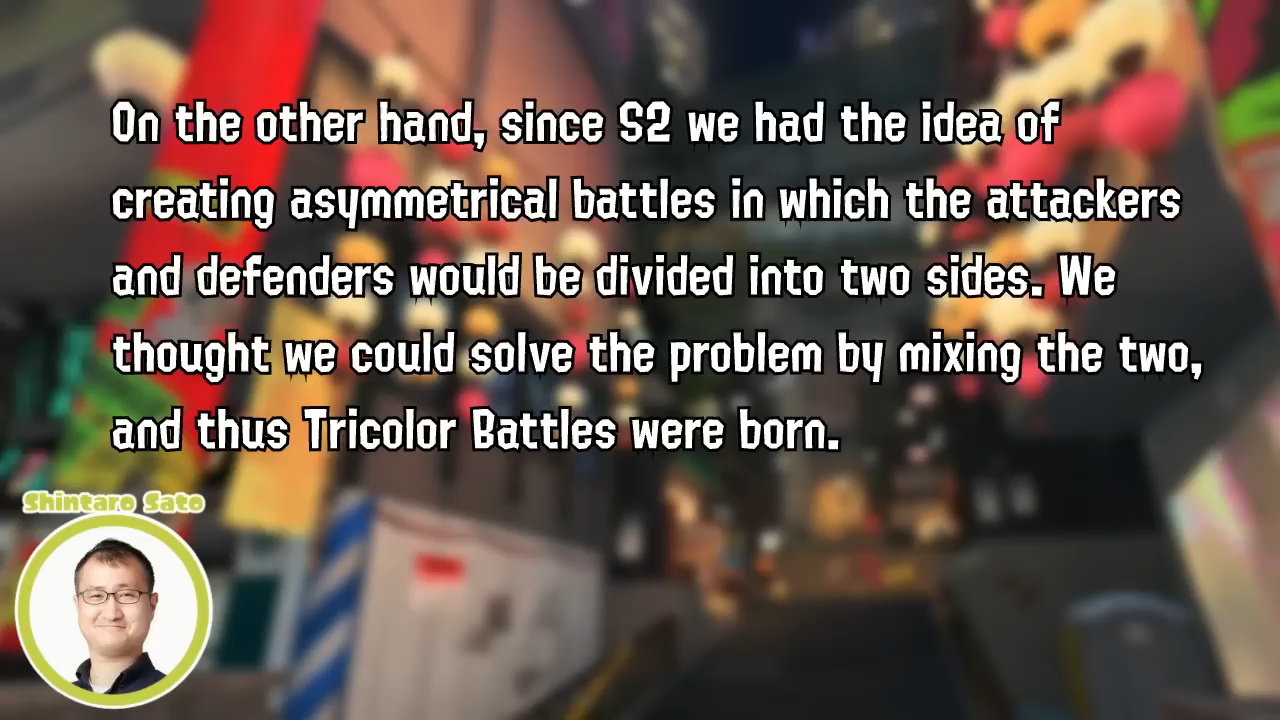 On the other hand, since S2 we had the idea of
creating asymmetrical battles in which the attackers
and defenders would be divided into two sides. We
thought we could solve the problem by mixing the two,
and thus Tricolor Battles were born.
Shintaro Sato